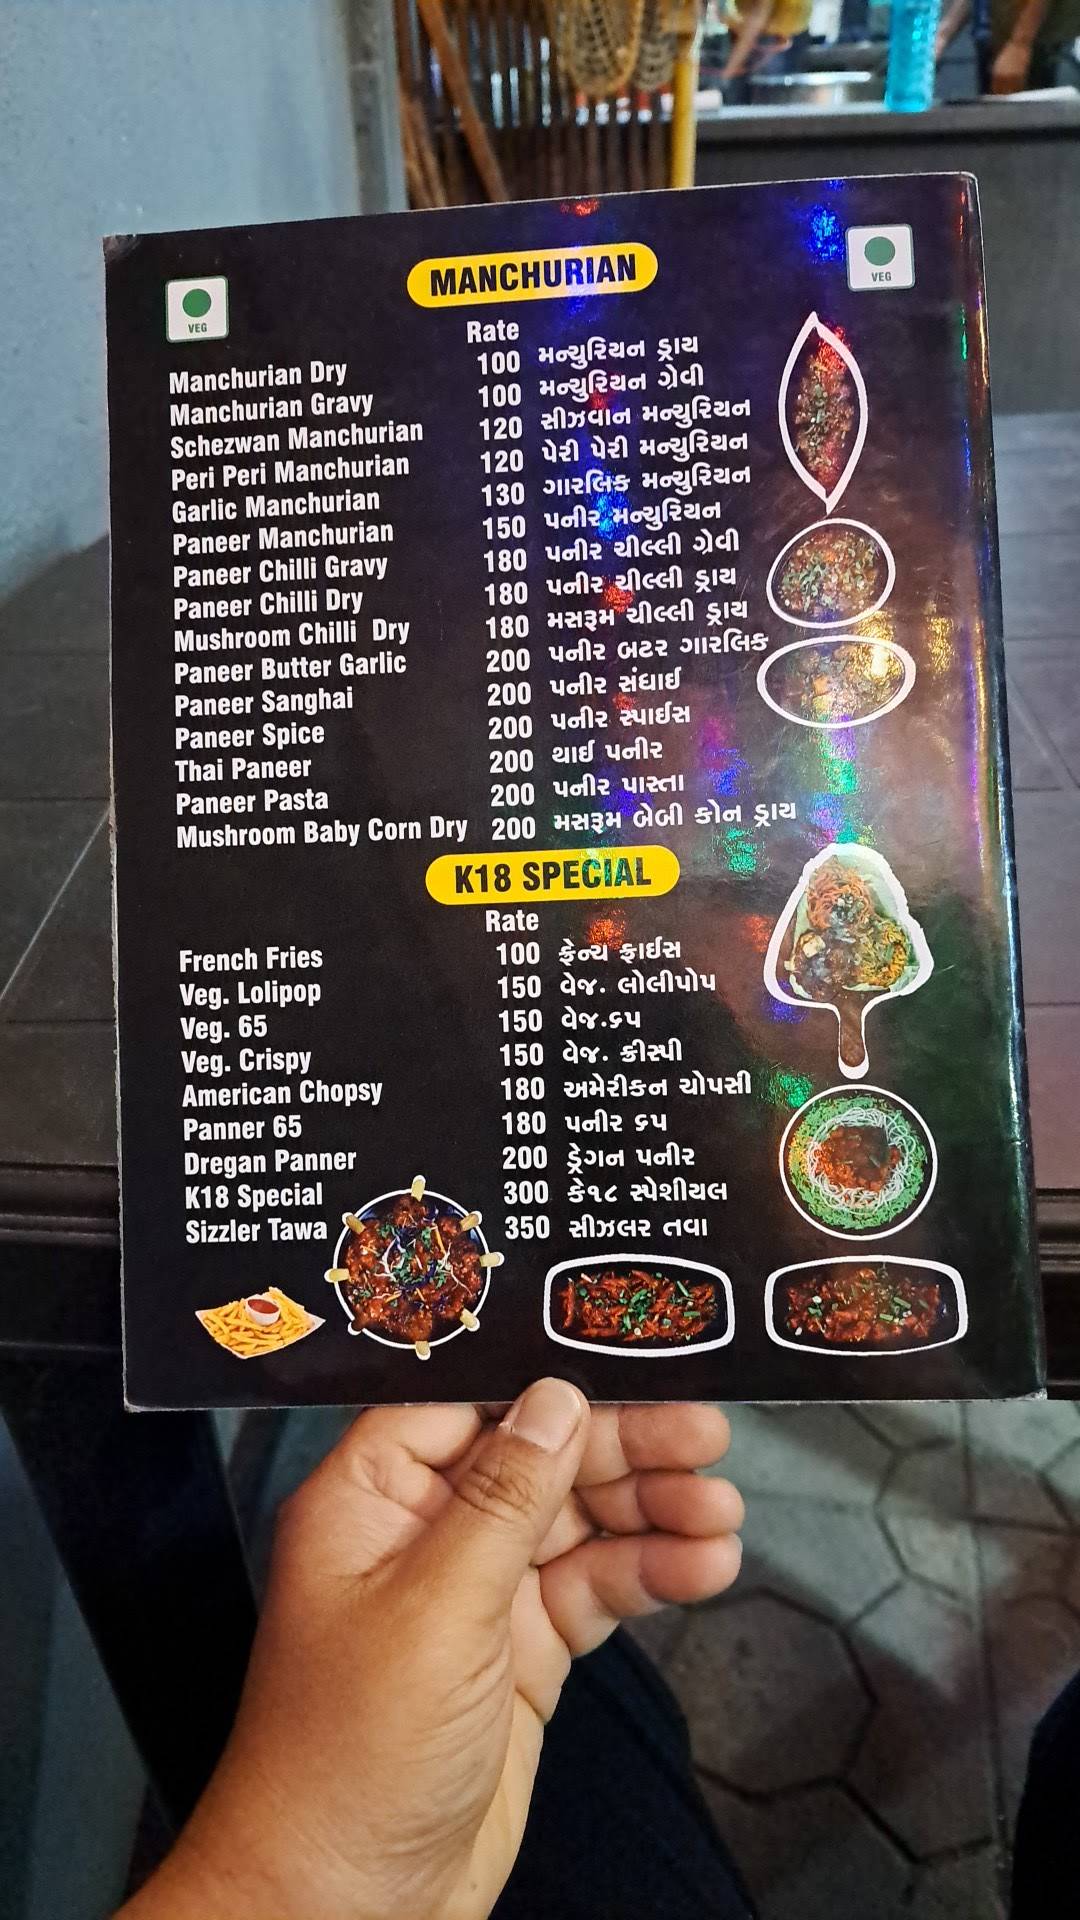 MANCHURIAN
VEG
VEG
Rate
Manchurian Dry 100 મન્ચુરિયન ડ્રાય
Manchurian Gravy 100 મન્ચુરિયન ગ્રેવી
Schezwan Manchurian 120 સીઝવાન મન્ચુરિયન
Peri Peri Manchurian 120 પેરી પેરી મન્ચુરિયન
Garlic Manchurian 130 ગારલિક મન્ચુરિયન
Paneer Manchurian 150 પનીર મન્ચુરિયન
Paneer Chilli Gravy 180 પનીર ચીલ્લી ગ્રેવી
Paneer Chilli Dry 180 પનીર ચીલ્લી ડ્રાય
Mushroom Chilli Dry 180 મસરૂમ ચીલ્લી ડ્રાય
Paneer Butter Garlic 200 પનીર બટર ગારલિક
Paneer Sanghai 200 પનીર સંઘાઈ
Paneer Spice 200 પનીર સ્પાઈસ
Thai Paneer 200 થાઈ પનીર
Paneer Pasta 200 પનીર પાસ્તા
Mushroom Baby Corn Dry 200 મસરૂમ બેબી કોન ડ્રાય
K18 SPECIAL
Rate
French Fries 100 ફ્રેન્ચ ફ્રાઈસ
Veg. Lolipop 150 વેજ. લોલીપોપ
Veg. 65 150 વેજ.૬૫
Veg. Crispy 150 વેજ. ક્રીસ્પી
American Chopsy 180 અમેરીકન ચોપસી
Panner 65 180 પનીર ૬૫
Dregan Panner 200 ડ્રેગન પનીર
K18 Special 300 કે૧૮ સ્પેશીયલ
Sizzler Tawa 350 સીઝલર તવા